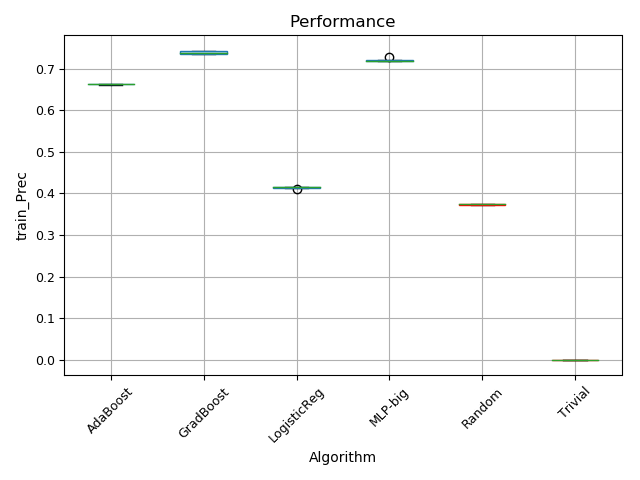 Performance
train_Prec
0.7
0.6
0.5
0.4
0.3
0.2
0.1
0.0
AdaBoost
GradBoost
LogisticReg
MLP-big
Random
Trivial
Algorithm